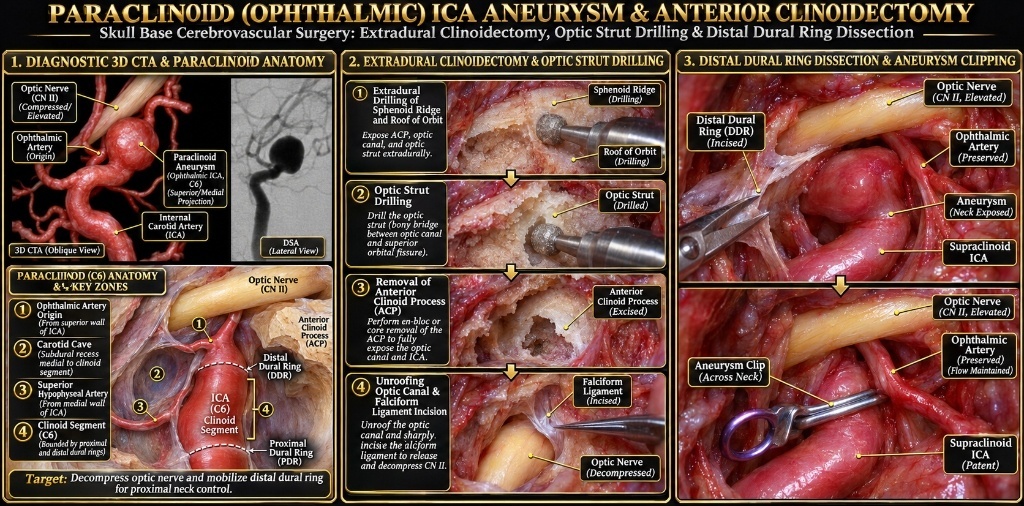 PARACLINOID (OPHTHALMIC) ICA ANEURYSM & ANTERIOR CLINOIDECTOMY
Skull Base Cerebrovascular Surgery: Extradural Clinoidectomy, Optic Strut Drilling & Distal Dural Ring Dissection
1. DIAGNOSTIC 3D CTA & PARACLINOID ANATOMY
Optic Nerve
(CN II)
(Compressed/
Elevated)
Ophthalmic
Artery
(Origin)
Paraclinoid
Aneurysm
(Ophthalmic ICA,
C6)
(Superior/Medial
Projection)
Internal
Carotid Artery
(ICA)
3D CTA (Oblique View)
DSA
(Lateral View)
PARACLINOID (C6) ANATOMY
& KEY ZONES
1 Ophthalmic Artery
Origin
(From superior wall
of ICA)
2 Carotid Cave
(Subdural recess
medial to clinoid
segment)
3 Superior
Hypophyseal Artery
(From medial wall
of ICA)
4 Clinoid Segment
(C6)
(Bounded by proximal
and distal dural rings)
Optic Nerve
(CN II)
Anterior
Clinoid Process
(ACP)
1
2
3
Distal
Dural Ring
(DDR)
ICA
(C6)
Clinoid
Segment
4
Proximal
Dural Ring
(PDR)
Target: Decompress optic nerve and mobilize distal dural ring
for proximal neck control.
2. EXTRADURAL CLINOIDECTOMY & OPTIC STRUT DRILLING
1 Extradural
Drilling of
Sphenoid Ridge
and Roof of Orbit
Expose ACP, optic
canal, and optic
strut extradurally.
Sphenoid Ridge
(Drilling)
Roof of Orbit
(Drilling)
2 Optic Strut
Drilling
Drill the optic
strut (bony bridge
between optic canal
and superior
orbital fissure).
Optic Strut
(Drilled)
3 Removal of
Anterior Clinoid
Process (ACP)
Perform en-bloc or
core removal of the
ACP to fully
expose the optic
canal and ICA.
Anterior
Clinoid Process
(Excised)
4 Unroofing
Optic Canal &
Falciform
Ligament Incision
Unroof the optic
canal and sharply.
incise the alcform
ligament to release
and decompress CN II.
Falciform
Ligament
(Incised)
Optic Nerve
(Decompressed)
3. DISTAL DURAL RING DISSECTION & ANEURYSM CLIPPING
Distal Dural
Ring (DDR)
(Incised)
Optic Nerve
(CN II, Elevated)
Ophthalmic
Artery
(Preserved)
Aneurysm
(Neck Exposed)
Supraclinoid
ICA
Optic Nerve
(CN II, Elevated)
Aneurysm Clip
(Across Neck)
Ophthalmic
Artery
(Preserved)
(Flow Maintained)
Supraclinoid
ICA
(Patent)